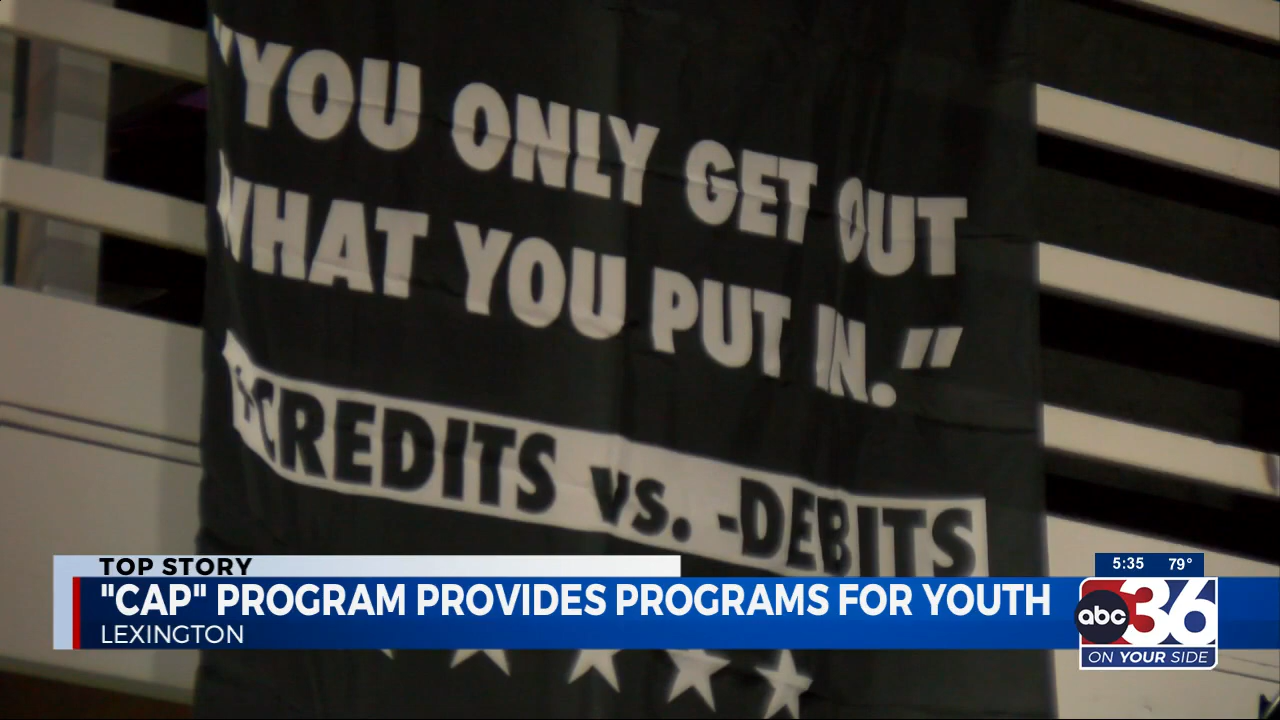 "YOU ONLY GET OUT
WHAT YOU PUT IN."
+CREDITS vs. -DEBITS
TOP STORY
"CAP" PROGRAM PROVIDES PROGRAMS FOR YOUTH
LEXINGTON
5:35 79°
abc 36
ON YOUR SIDE